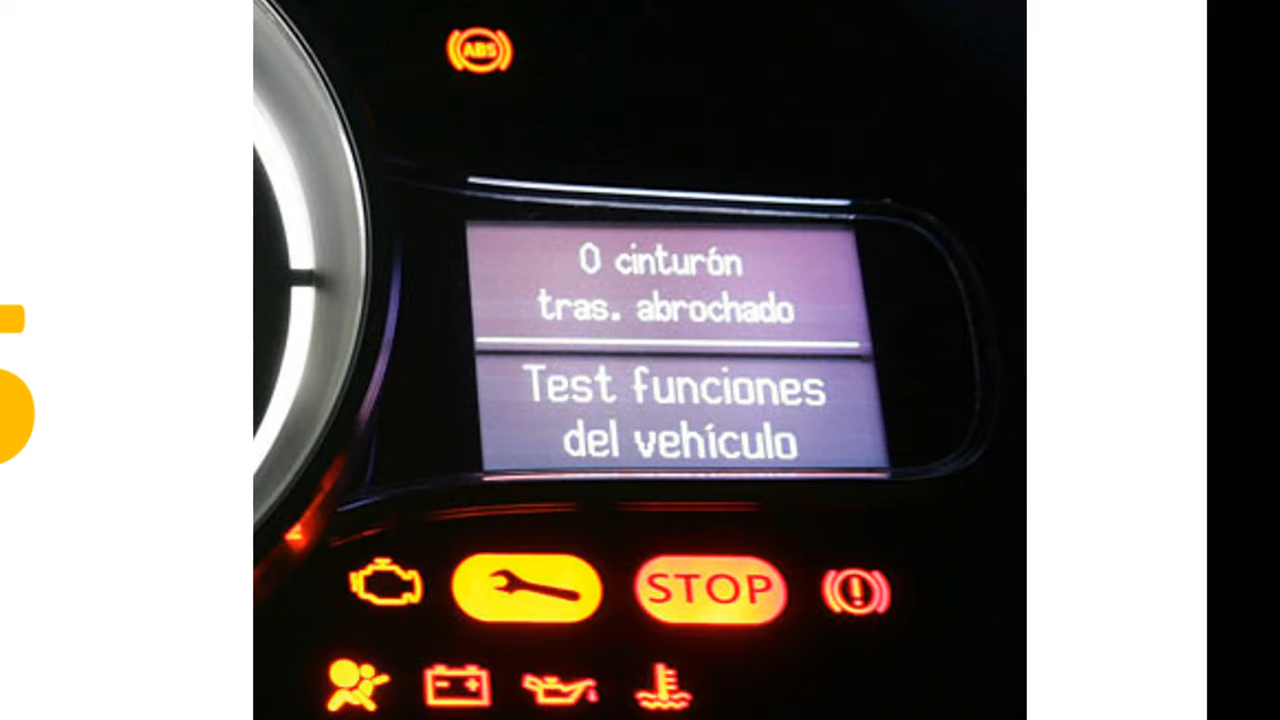 ABS
0 cinturón
tras. abrochado
Test funciones
del vehículo
STOP